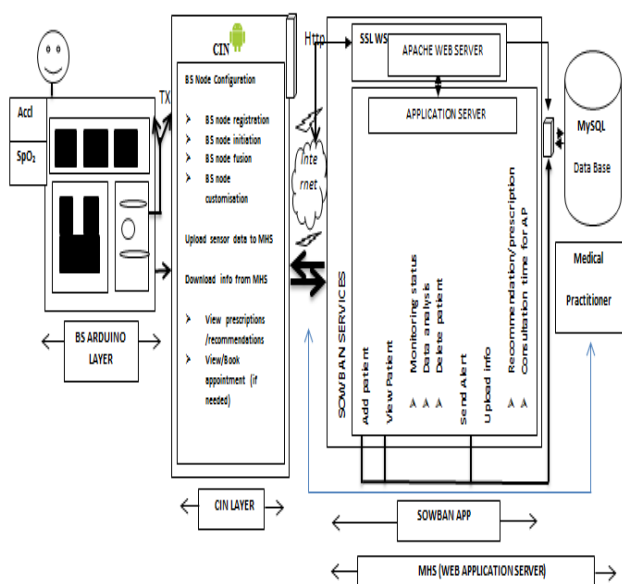 Accl
SpO₂
TX
BS ARDUINO
LAYER
CIN
BS Node Configuration
➢ BS node registration
➢ BS node initiation
➢ BS node fusion
➢ BS node
customisation
Upload sensor data to MHS
Download info from MHS
➢ View prescriptions
/recommendations
➢ View/Book
appointment (if
needed)
CIN LAYER
Http
Inte
rnet
SSL WS
APACHE WEB SERVER
APPLICATION SERVER
SOWBAN SERVICES
Add patient
View Patient
➢ Monitoring status
➢ Data analysis
➢ Delete patient
Send Alert
Upload info
➢ Recommendation/prescription
➢ Consultation time for AP
MySQL
Data Base
Medical
Practitioner
SOWBAN APP
MHS (WEB APPLICATION SERVER)